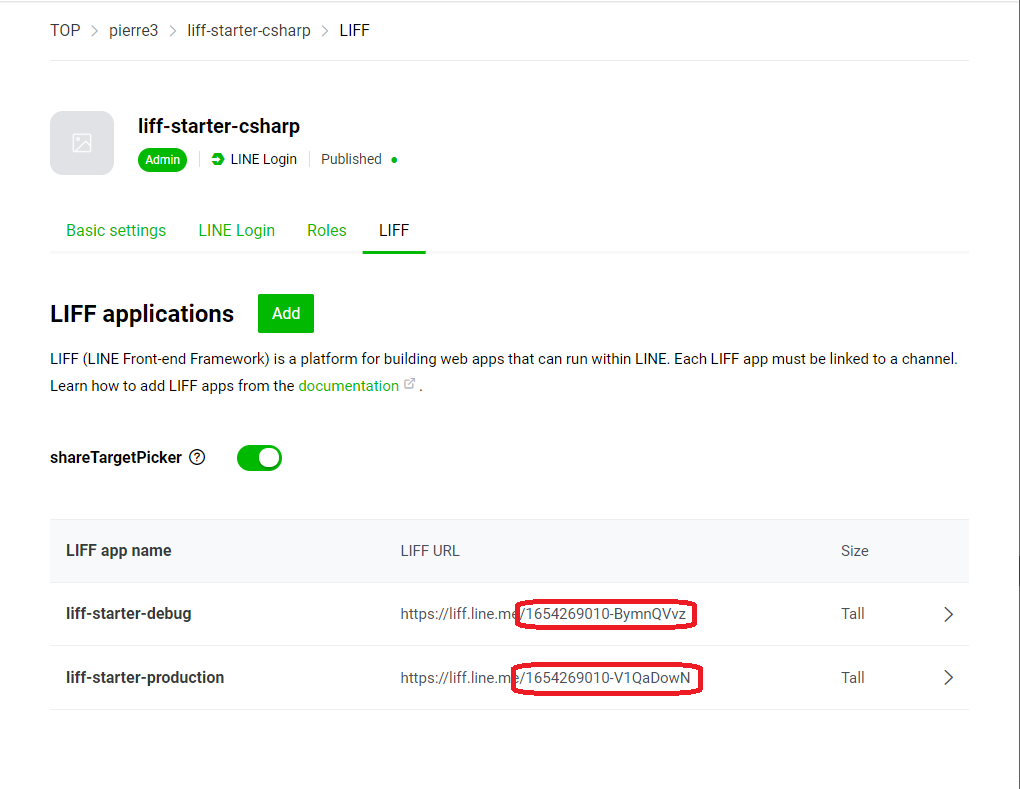 TOP > pierre3 > liff-starter-csharp > LIFF
liff-starter-csharp
Admin LINE Login Published
Basic settings LINE Login Roles LIFF
LIFF applications Add
LIFF (LINE Front-end Framework) is a platform for building web apps that can run within LINE. Each LIFF app must be linked to a channel.
Learn how to add LIFF apps from the documentation .
shareTargetPicker ?
LIFF app name LIFF URL Size
liff-starter-debug https://liff.line.me/1654269010-BymnQVvz Tall
liff-starter-production https://liff.line.me/1654269010-V1QaDowN Tall